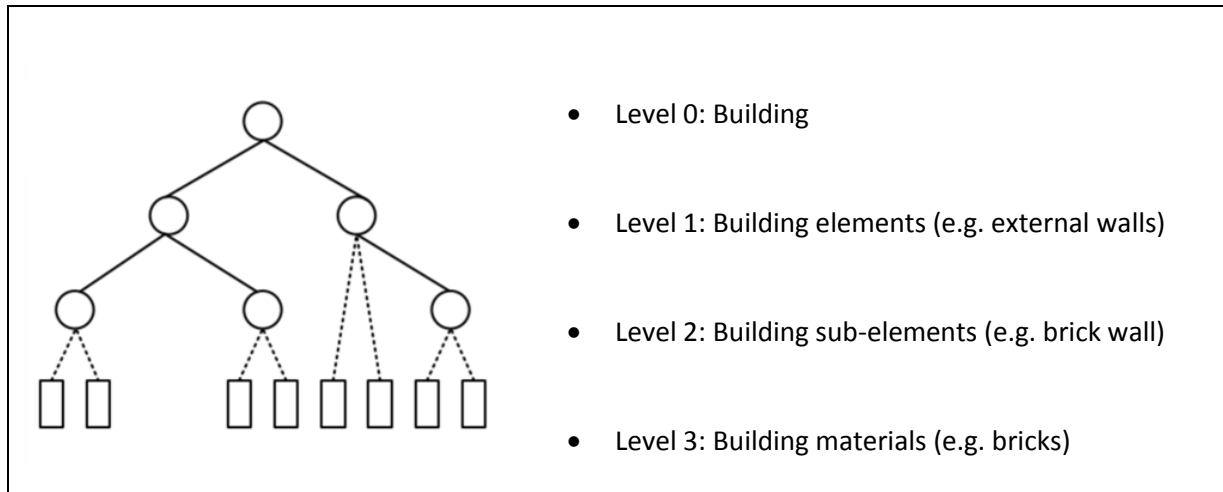 • Level 0: Building
• Level 1: Building elements (e.g. external walls)
• Level 2: Building sub-elements (e.g. brick wall)
• Level 3: Building materials (e.g. bricks)